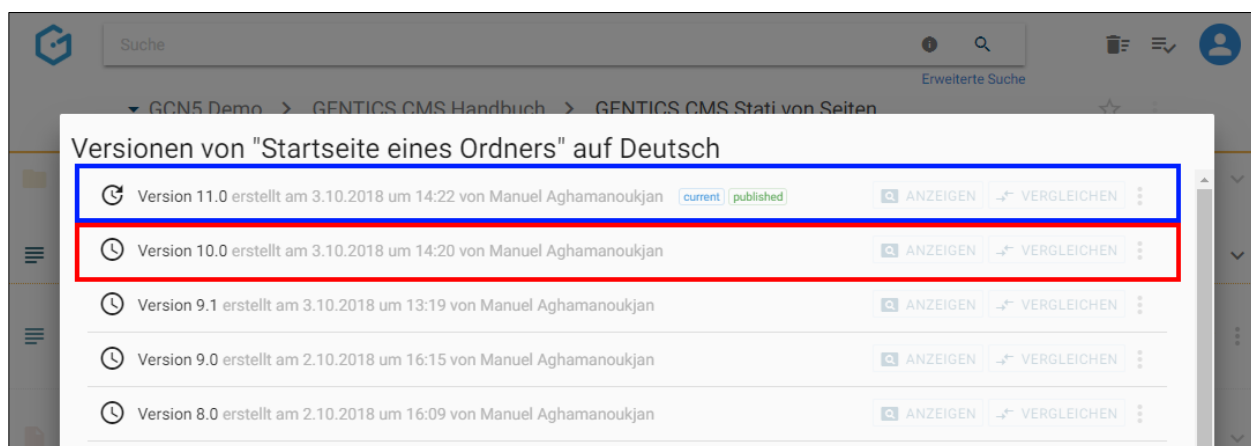 Suche
Erweiterte Suche
GCN5 Demo > GENTICS CMS Handbuch > GENTICS CMS Stati von Seiten
Versionen von "Startseite eines Ordners" auf Deutsch
Version 11.0 erstellt am 3.10.2018 um 14:22 von Manuel Aghamanoukjan current published ANZEIGEN VERGLEICHEN
Version 10.0 erstellt am 3.10.2018 um 14:20 von Manuel Aghamanoukjan ANZEIGEN VERGLEICHEN
Version 9.1 erstellt am 3.10.2018 um 13:19 von Manuel Aghamanoukjan ANZEIGEN VERGLEICHEN
Version 9.0 erstellt am 2.10.2018 um 16:15 von Manuel Aghamanoukjan ANZEIGEN VERGLEICHEN
Version 8.0 erstellt am 2.10.2018 um 16:09 von Manuel Aghamanoukjan ANZEIGEN VERGLEICHEN